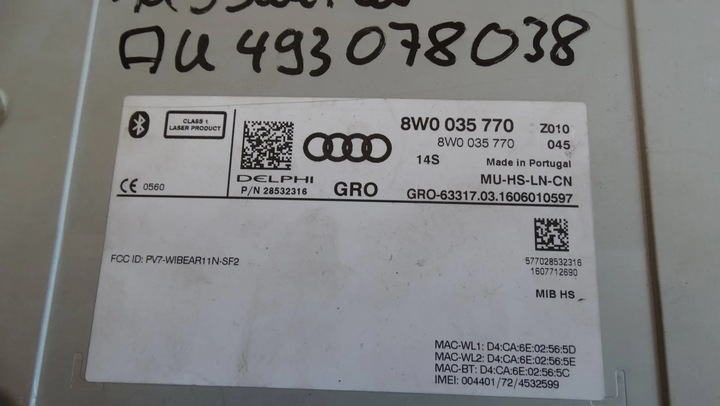 AU 493 078038
CLASS 1
LASER PRODUCT
8W0 035 770 Z010
8W0 035 770 045
14S Made in Portugal
DELPHI
MU-HS-LN-CN
CE 0560
P/N 28532316
GRO
GRO-63317.03.1606010597
FCC ID: PV7-WIBEAR11N-SF2
577028532316
1607712690
MIB HS
MAC-WL1: D4:CA:6E:02:56:5D
MAC-WL2: D4:CA:6E:02:56:5E
MAC-BT: D4:CA:6E:02:56:5C
IMEI: 004401/72/4532599